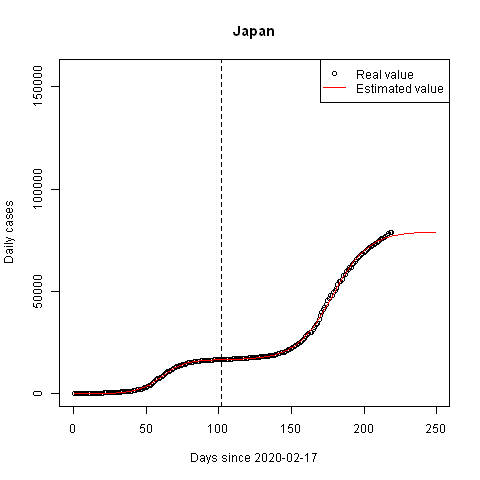 Japan
Real value
Estimated value
Daily cases
150000
100000
50000
0
0 50 100 150 200 250
Days since 2020-02-17